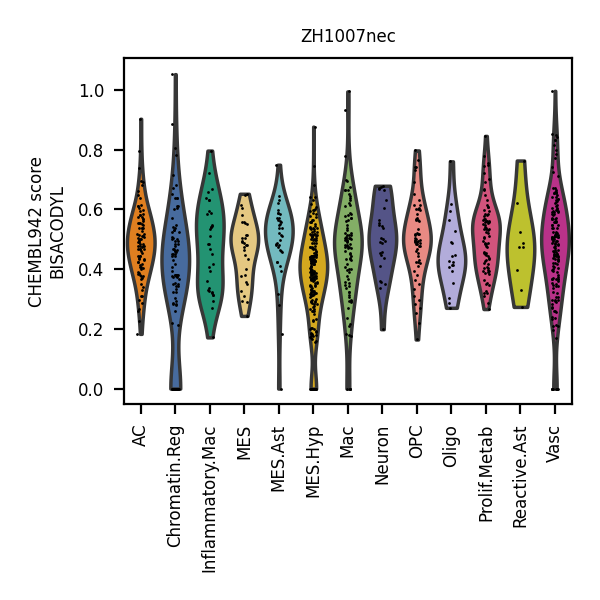 ZH1007nec
CHEMBL942 score
BISACODYL
1.0
0.8
0.6
0.4
0.2
0.0
AC
Chromatin.Reg
Inflammatory.Mac
MES
MES.Ast
MES.Hyp
Mac
Neuron
OPC
Oligo
Prolif.Metab
Reactive.Ast
Vasc